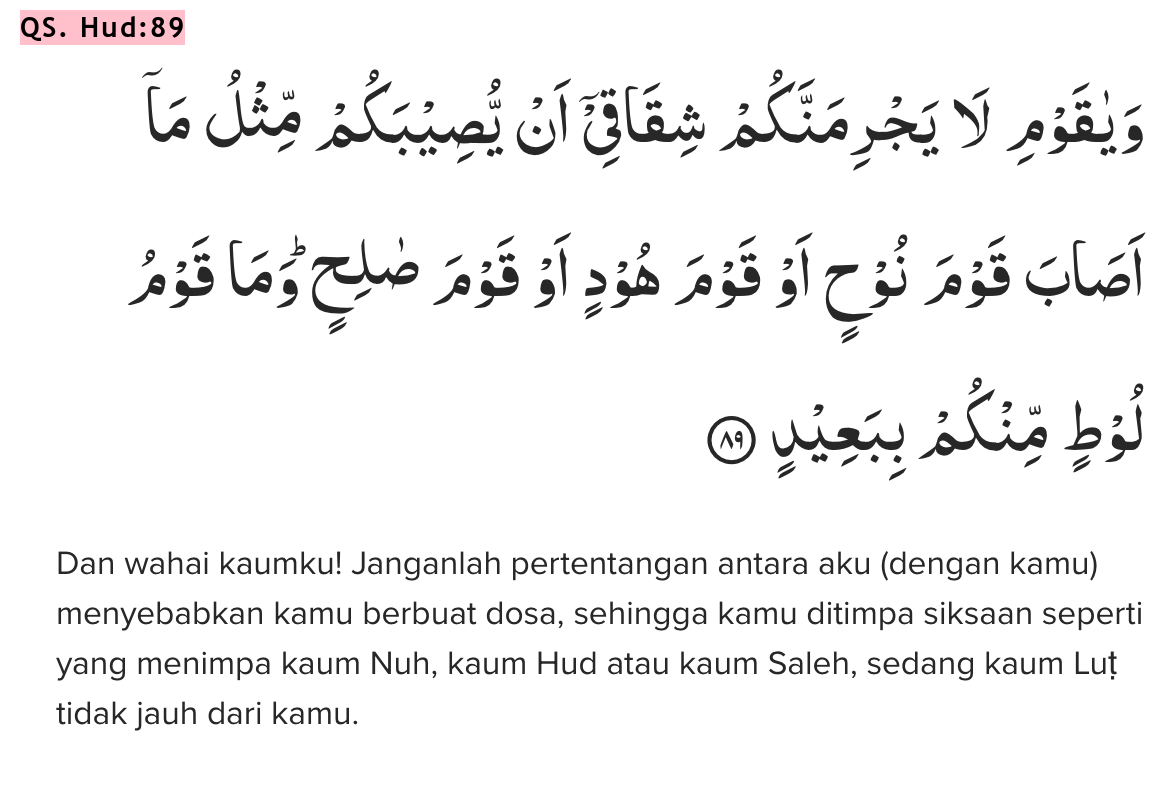 QS. Hud:89
وَيٰقَوْمِ لَا يَجْرِمَنَّكُمْ شِقَاقِيْٓ اَنْ يُّصِيْبَكُمْ مِّثْلُ مَآ
اَصَابَ قَوْمَ نُوْحٍ اَوْ قَوْمَ هُوْدٍ اَوْ قَوْمَ صٰلِحٍ ۗوَمَا قَوْمُ
لُوْطٍ مِّنْكُمْ بِبَعِيْدٍ ٨٩
Dan wahai kaumku! Janganlah pertentangan antara aku (dengan kamu)
menyebabkan kamu berbuat dosa, sehingga kamu ditimpa siksaan seperti
yang menimpa kaum Nuh, kaum Hud atau kaum Saleh, sedang kaum Luṭ
tidak jauh dari kamu.